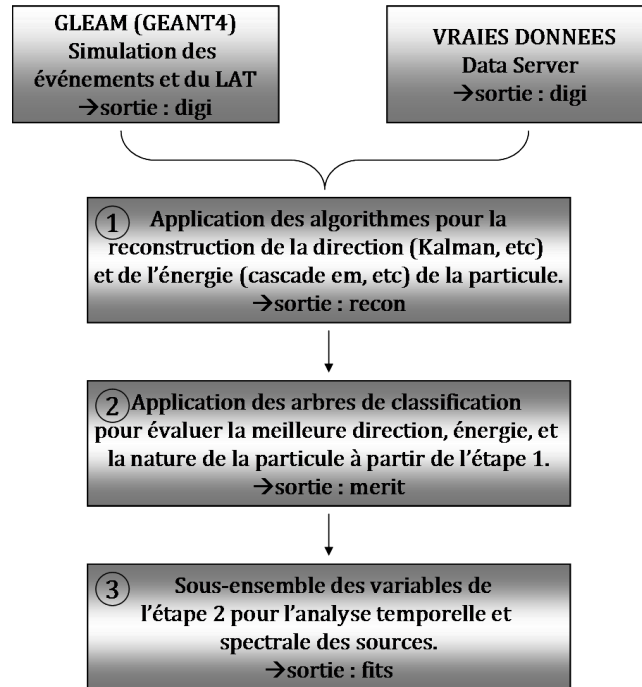 GLEAM (GEANT4)
Simulation des
événements et du LAT
→sortie : digi
VRAIES DONNEES
Data Server
→sortie : digi
① Application des algorithmes pour la
reconstruction de la direction (Kalman, etc)
et de l'énergie (cascade em, etc) de la particule.
→sortie : recon
② Application des arbres de classification
pour évaluer la meilleure direction, énergie, et
la nature de la particule à partir de l'étape 1.
→sortie : merit
③ Sous-ensemble des variables de
l'étape 2 pour l'analyse temporelle et
spectrale des sources.
→sortie : fits